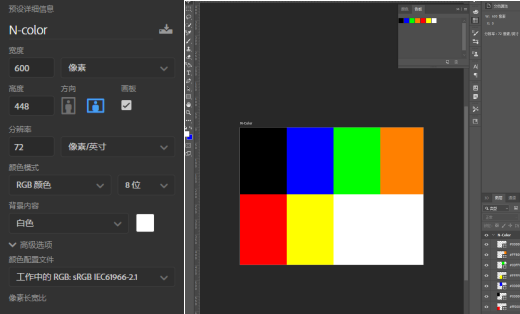 预设详细信息
N-color
宽度
600
像素
高度
方向
画板
448
分辨率
72
像素/英寸
颜色模式
RGB 颜色
8 位
背景内容
白色
高级选项
颜色配置文件
工作中的 RGB: sRGB IEC61966-2.1
像素长宽比
N-Color
N-Color